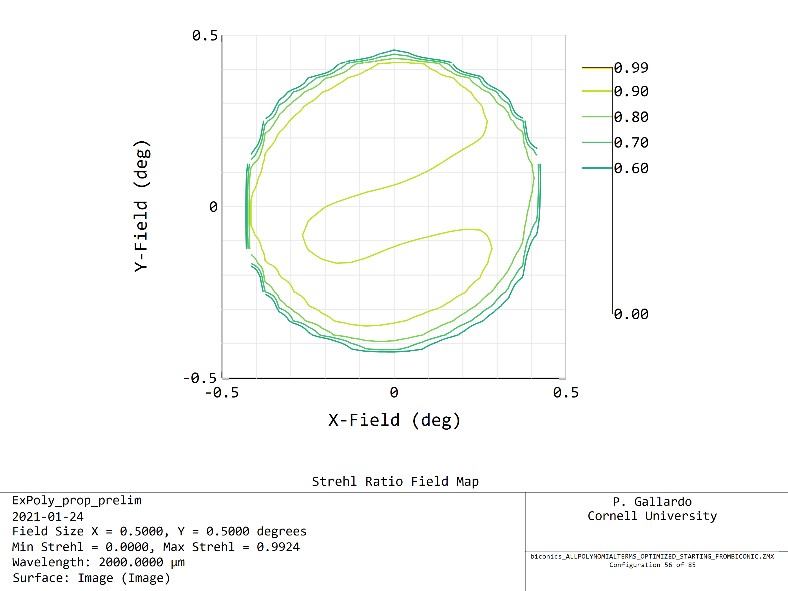 0.5
0
-0.5
-0.5
0
0.5
Y-Field (deg)
X-Field (deg)
0.99
0.90
0.80
0.70
0.60
0.00
Strehl Ratio Field Map
ExPoly_prop_prelim
2021-01-24
Field Size X = 0.5000, Y = 0.5000 degrees
Min Strehl = 0.0000, Max Strehl = 0.9924
Wavelength: 2000.0000 µm
Surface: Image (Image)
P. Gallardo
Cornell University
biconics_ALLPOLYNOMIALTERMS_OPTIMIZED_STARTING_FROMBICONIC.ZMX
Configuration 56 of 85